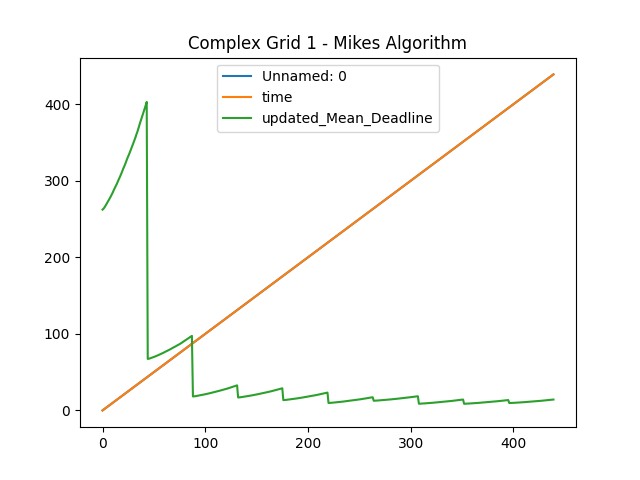 Complex Grid 1 - Mikes Algorithm
Unnamed: 0
time
updated_Mean_Deadline
400
300
200
100
0
0 100 200 300 400